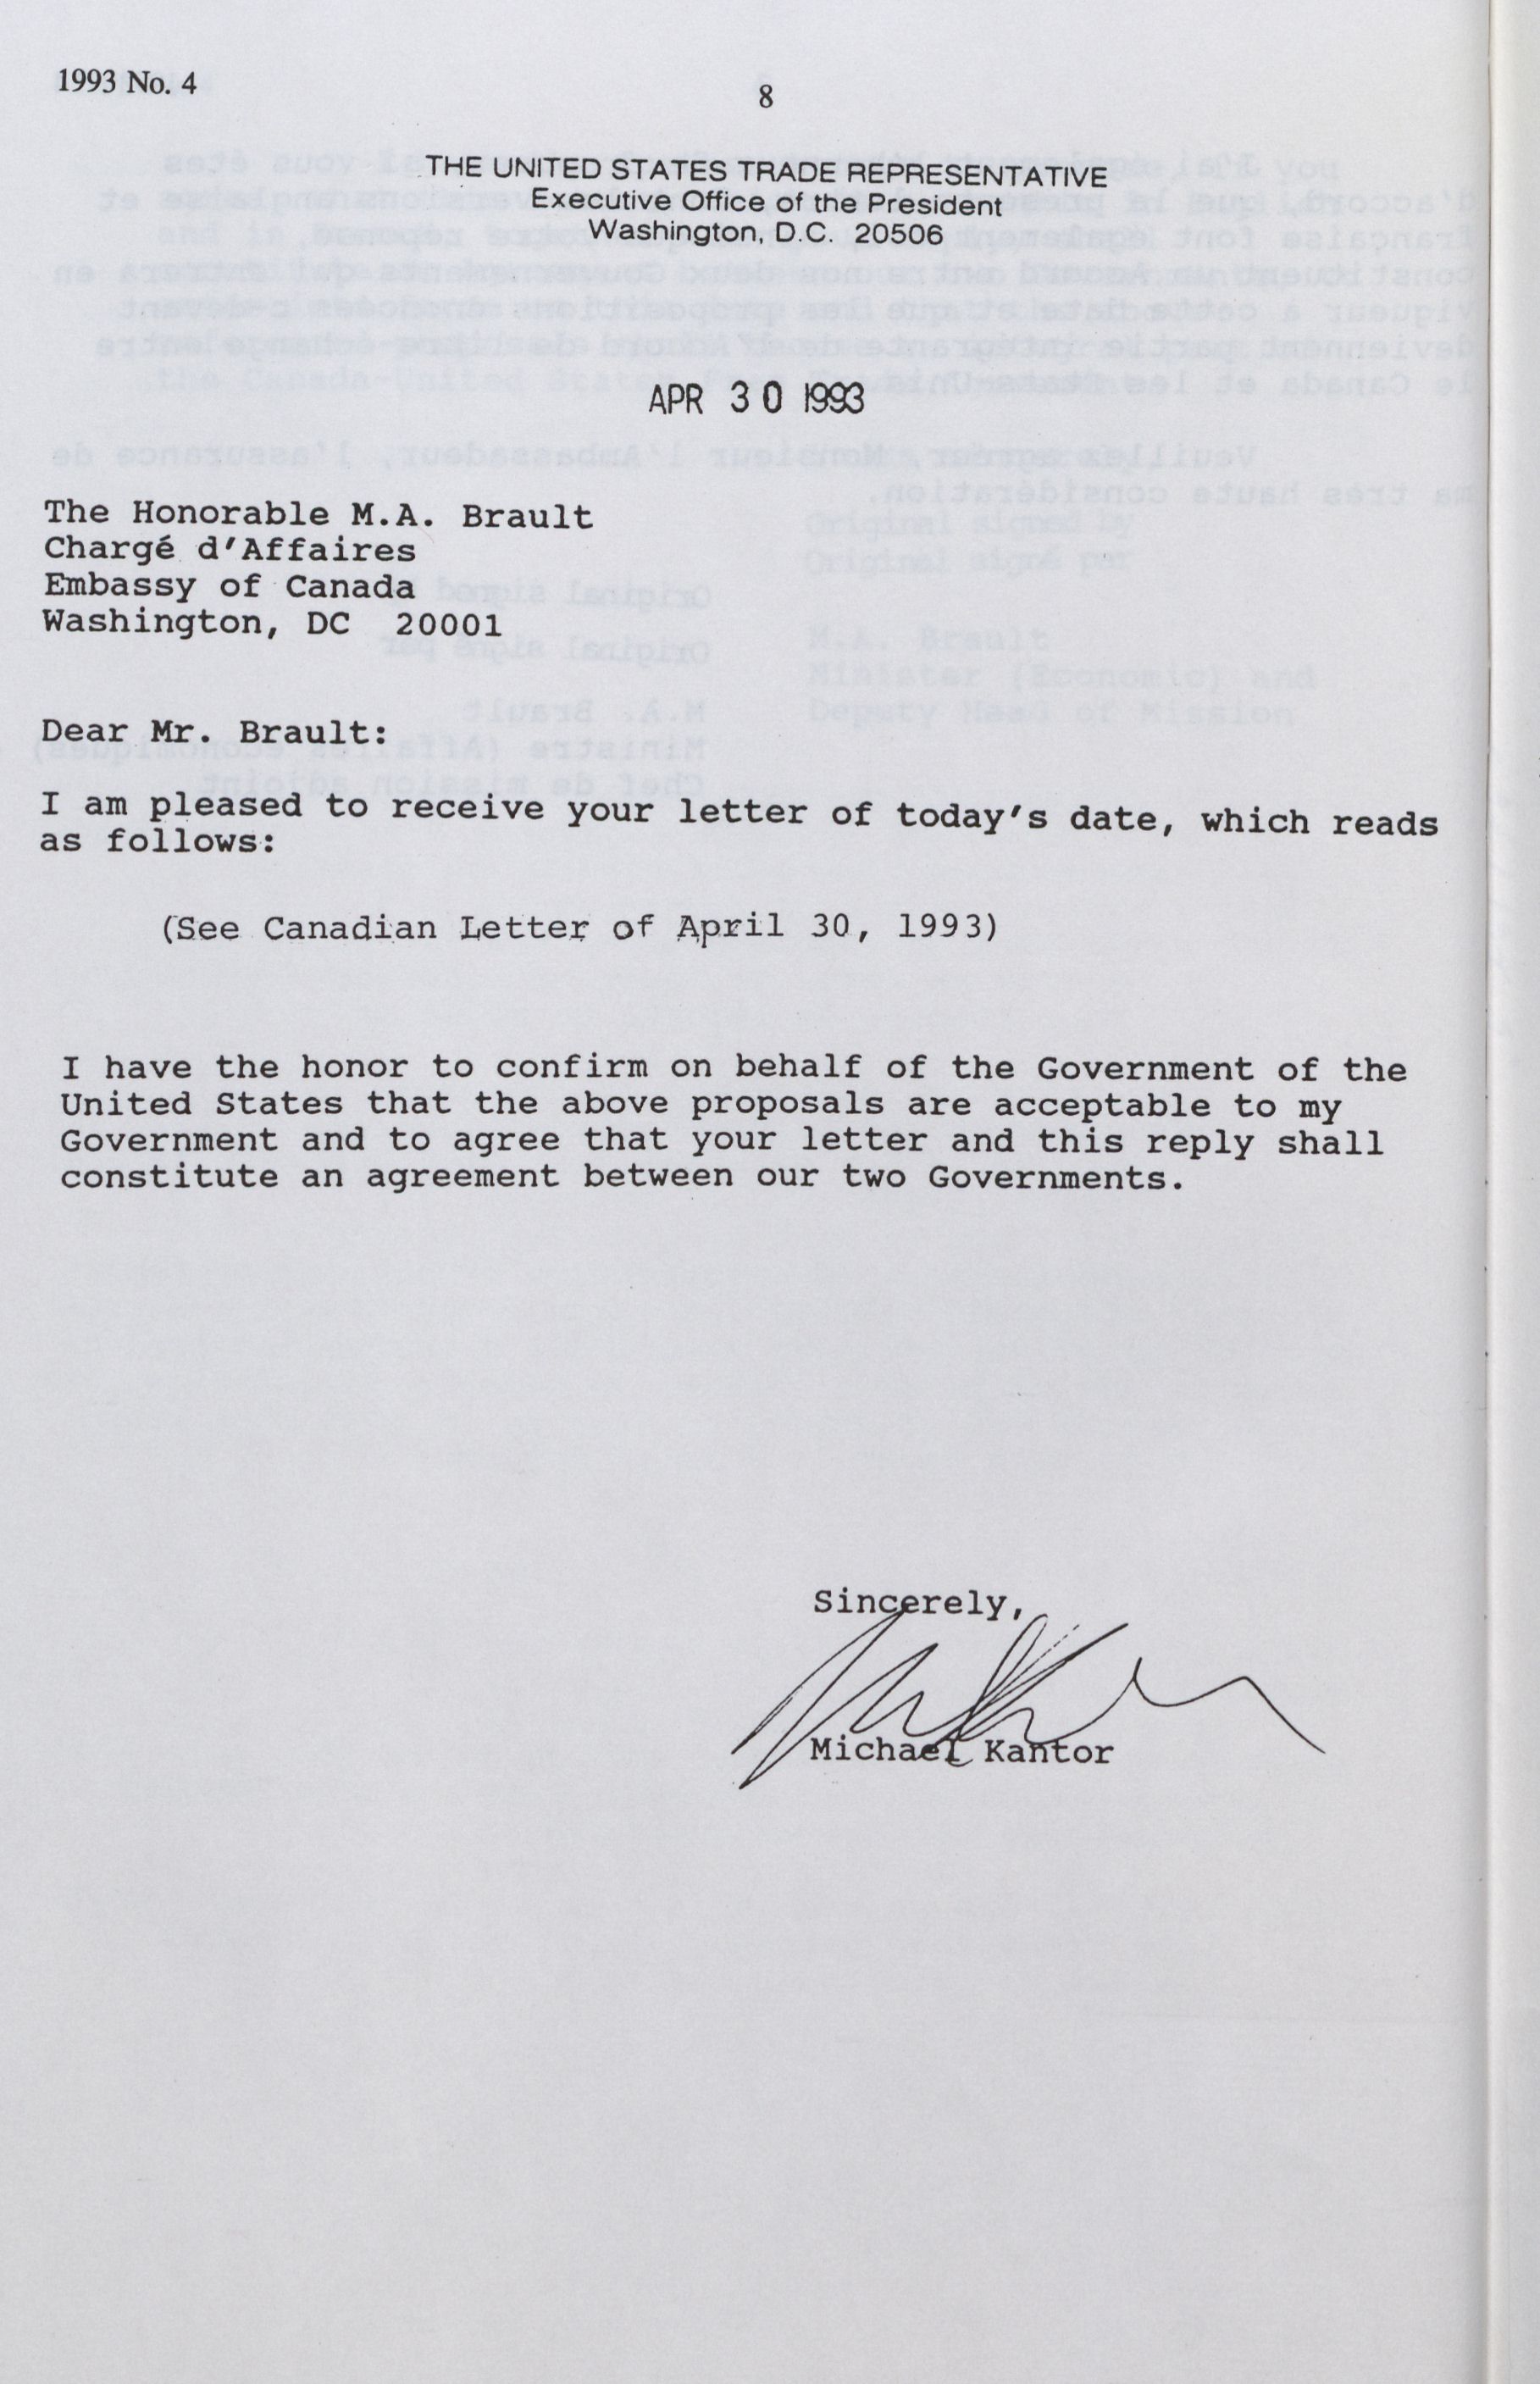 1993 No. 4
8
THE UNITED STATES TRADE REPRESENTATIVE
Executive Office of the President
Washington, D.C. 20506
APR 30 1993
The Honorable M.A. Brault
Chargé d'Affaires
Embassy of Canada
Washington, DC 20001
Dear Mr. Brault:
I am pleased to receive your letter of today's date, which reads
as follows:
(See Canadian Letter of April 30, 1993)
I have the honor to confirm on behalf of the Government of the
United States that the above proposals are acceptable to my
Government and to agree that your letter and this reply shall
constitute an agreement between our two Governments.
Sincerely,
Michael Kantor